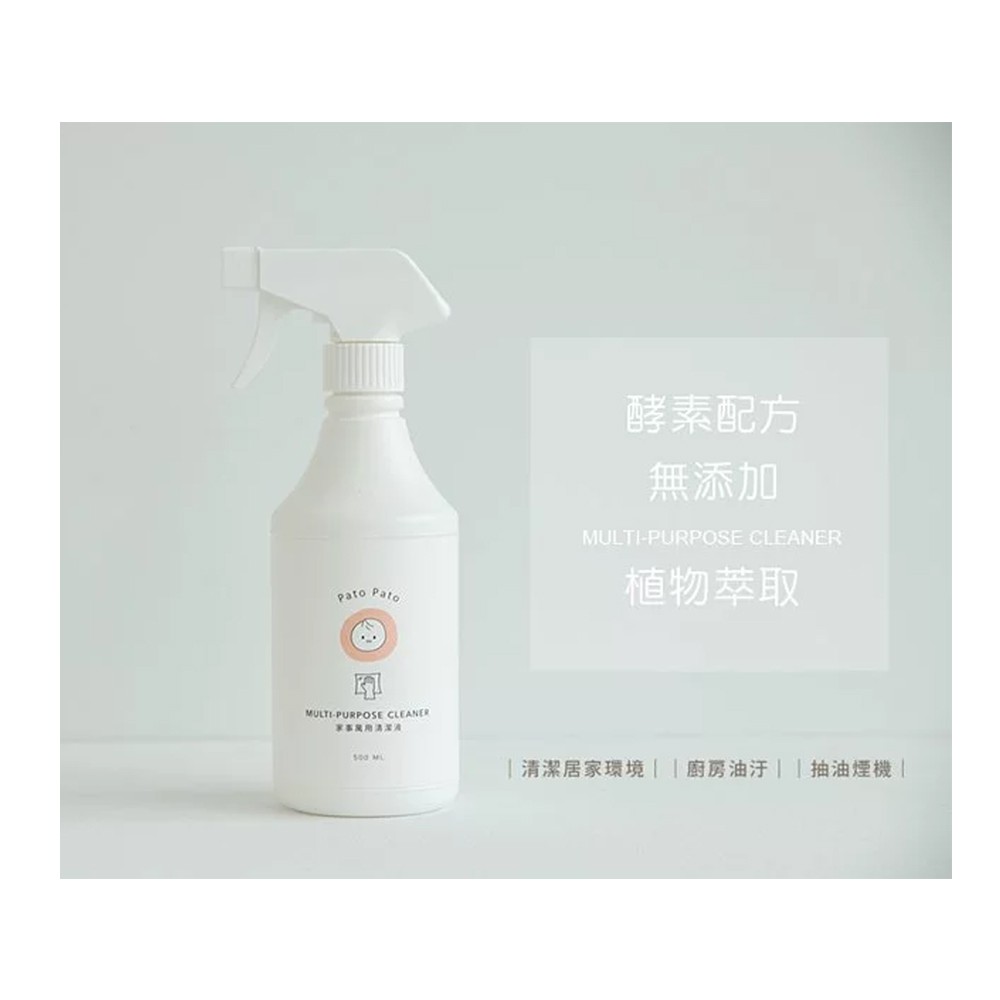 酵素配方
無添加
MULTI-PURPOSE CLEANER
植物萃取
Pato Pato
MULTI-PURPOSE CLEANER
家事萬用清潔液
500 ML
|清潔居家環境| |廚房油汙| |抽油煙機|